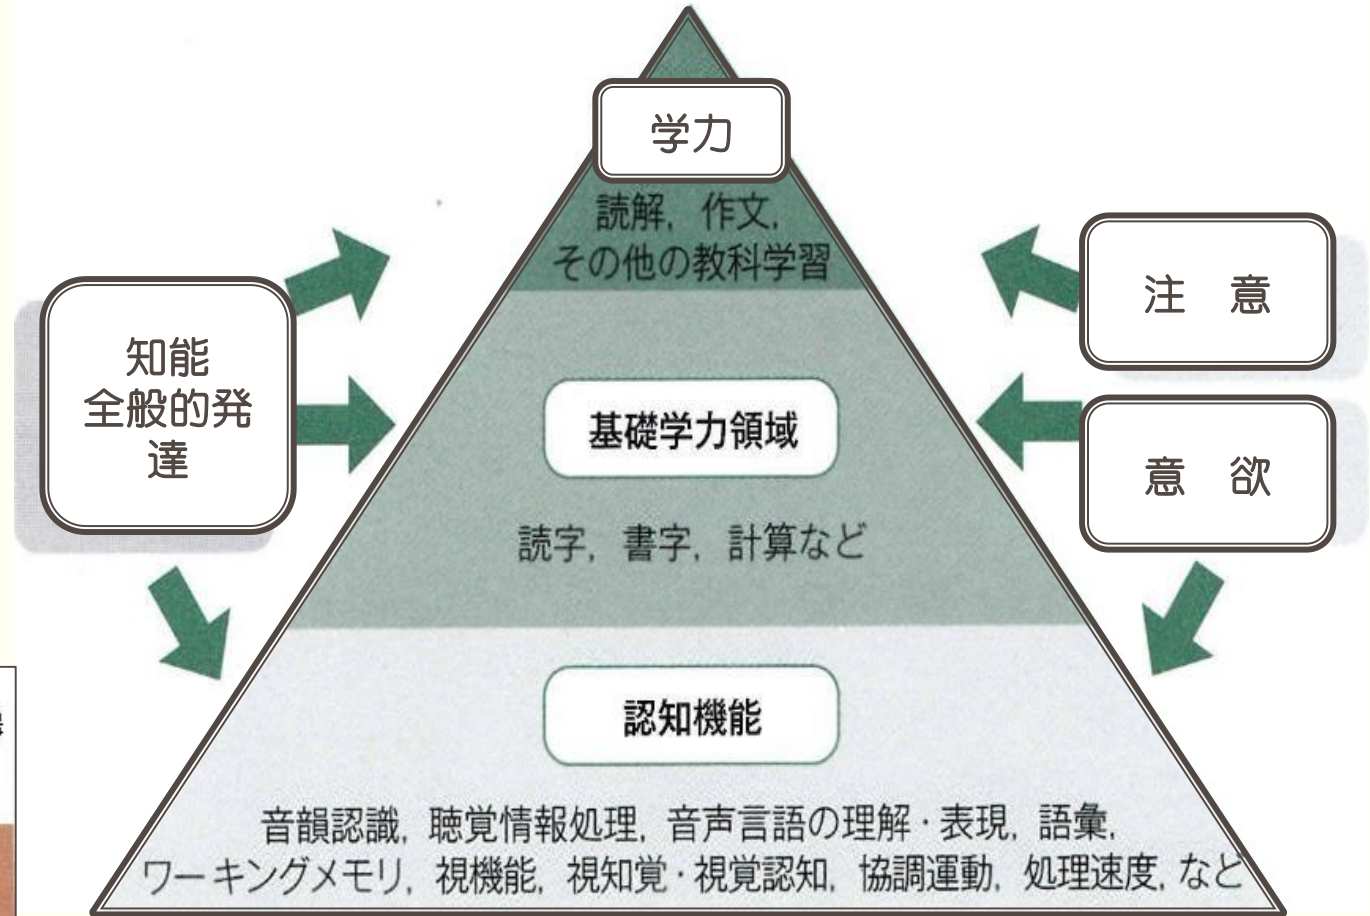 学力
読解，作文，
その他の教科学習
知能
全般的発
達
注　意
意　欲
基礎学力領域
読字，書字，計算など
認知機能
音韻認識，聴覚情報処理，音声言語の理解・表現，語彙，
ワーキングメモリ，視機能，視知覚・視覚認知，協調運動，処理速度，など